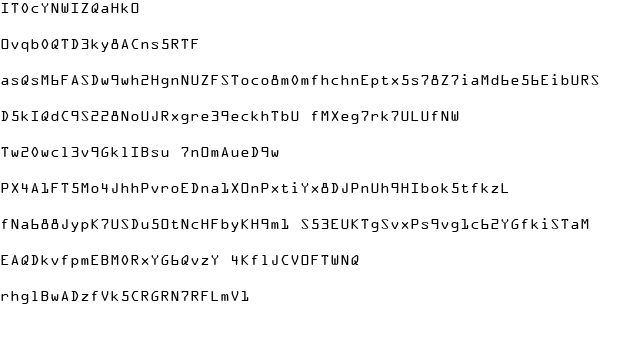 IT0cYNWIZQaHkO
Ovqb0QTD3ky8ACns5RTF
asQsM6FASDw9wh2HgnNUZFSToco8m0mfhchnEptx5s78Z7iaMd6e56EibURS
D5kIQdC9S228NoUJRxgre39eckhTbU fMXeg7rk7ULUfNW
Tw20wcl3v9GklIBsu 7nOmAueD9w
PX4A1FT5Mo4JhhPvroEDna1XOnPxtiYx8DJPnUh9HIbok5tfkzL
fNa688JypK7USDu5OtNcHFbyKH9m1 S53EUKTgSvxPs9vg1c62YGfkiSTaM
EAQDkvfpmEBM0RxYG6QvzY 4KflJCVOFTWNQ
rhglBwADzfVk5CRGRN7RFLmV1